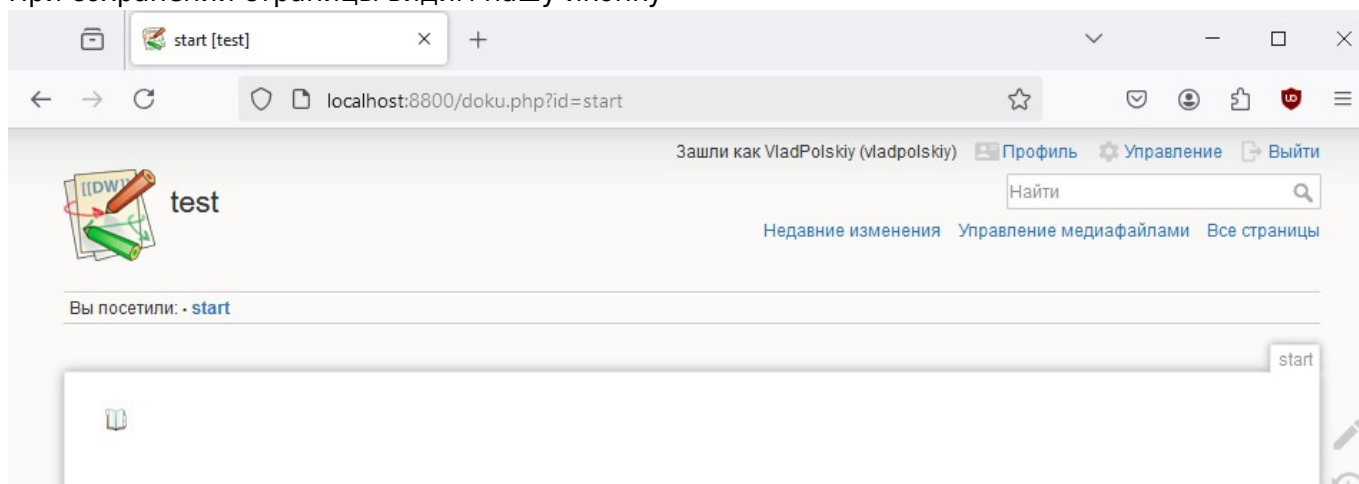 При сохранении страницы видим нашу иконку
start [test]
localhost:8800/doku.php?id=start
Зашли как VladPolskiy (vladpolskiy) Профиль Управление Выйти
[[DW]]
test
Найти
Недавние изменения Управление медиафайлами Все страницы
Вы посетили: • start
start